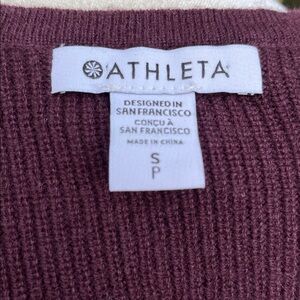 ATHLETA
DESIGNED IN
SAN FRANCISCO
CONÇU À
SAN FRANCISCO
MADE IN CHINA
S
P